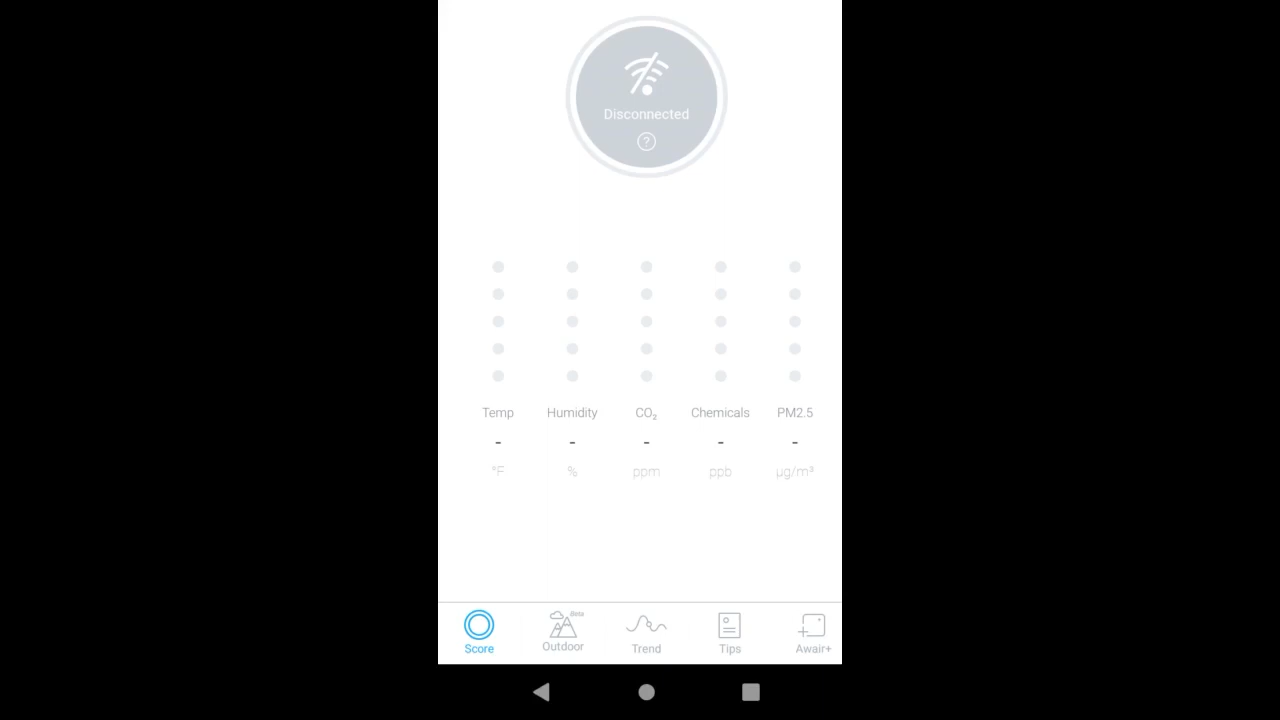 Disconnected
?
Temp Humidity CO₂ Chemicals PM2.5
- - - - -
°F % ppm ppb µg/m³
Beta
Score Outdoor Trend Tips Awair+